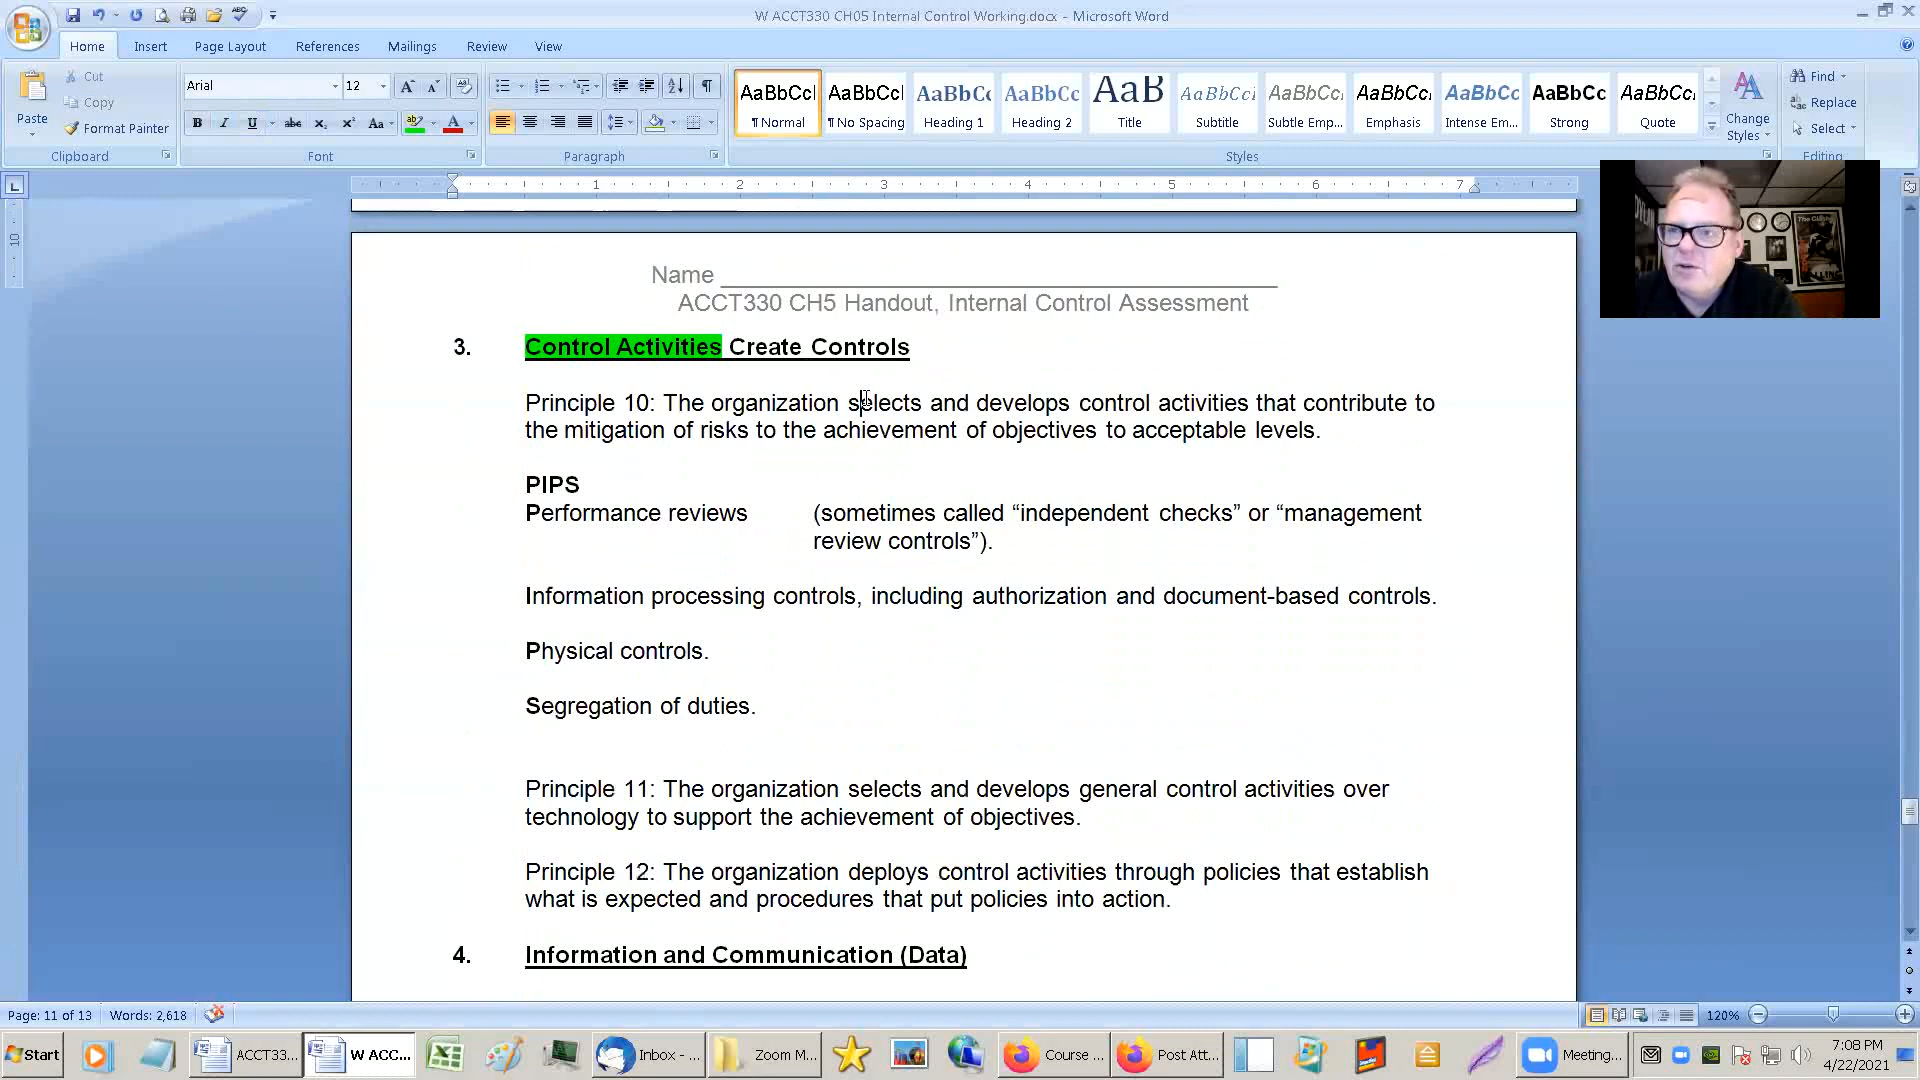 W ACCT330 CH05 Internal Control Working.docx - Microsoft Word
Home Insert Page Layout References Mailings Review View
Paste
Cut
Copy
Format Painter
Clipboard
Arial 12
Font
Paragraph
AaBbCcI AaBbCcI AaBbCc AaBbCc AaB AaBbCcI AaBbCcI AaBbCcI AaBbCc AaBbCc AaBbCcI
¶ Normal ¶ No Spacing Heading 1 Heading 2 Title Subtitle Subtle Emp... Emphasis Intense Em... Strong Quote
Change Styles
Styles
Find
Replace
Select
Editing
1 2 3 4 5 6 7
10
Name
ACCT330 CH5 Handout, Internal Control Assessment
3. Control Activities Create Controls
Principle 10: The organization selects and develops control activities that contribute to
the mitigation of risks to the achievement of objectives to acceptable levels.
PIPS
Performance reviews (sometimes called “independent checks” or “management
review controls”).
Information processing controls, including authorization and document-based controls.
Physical controls.
Segregation of duties.
Principle 11: The organization selects and develops general control activities over
technology to support the achievement of objectives.
Principle 12: The organization deploys control activities through policies that establish
what is expected and procedures that put policies into action.
4. Information and Communication (Data)
Page: 11 of 13 Words: 2,618 120%
Start ACCT33... W ACC... Inbox - ... Zoom M... Course ... Post Att... Meeting...
7:08 PM
4/22/2021